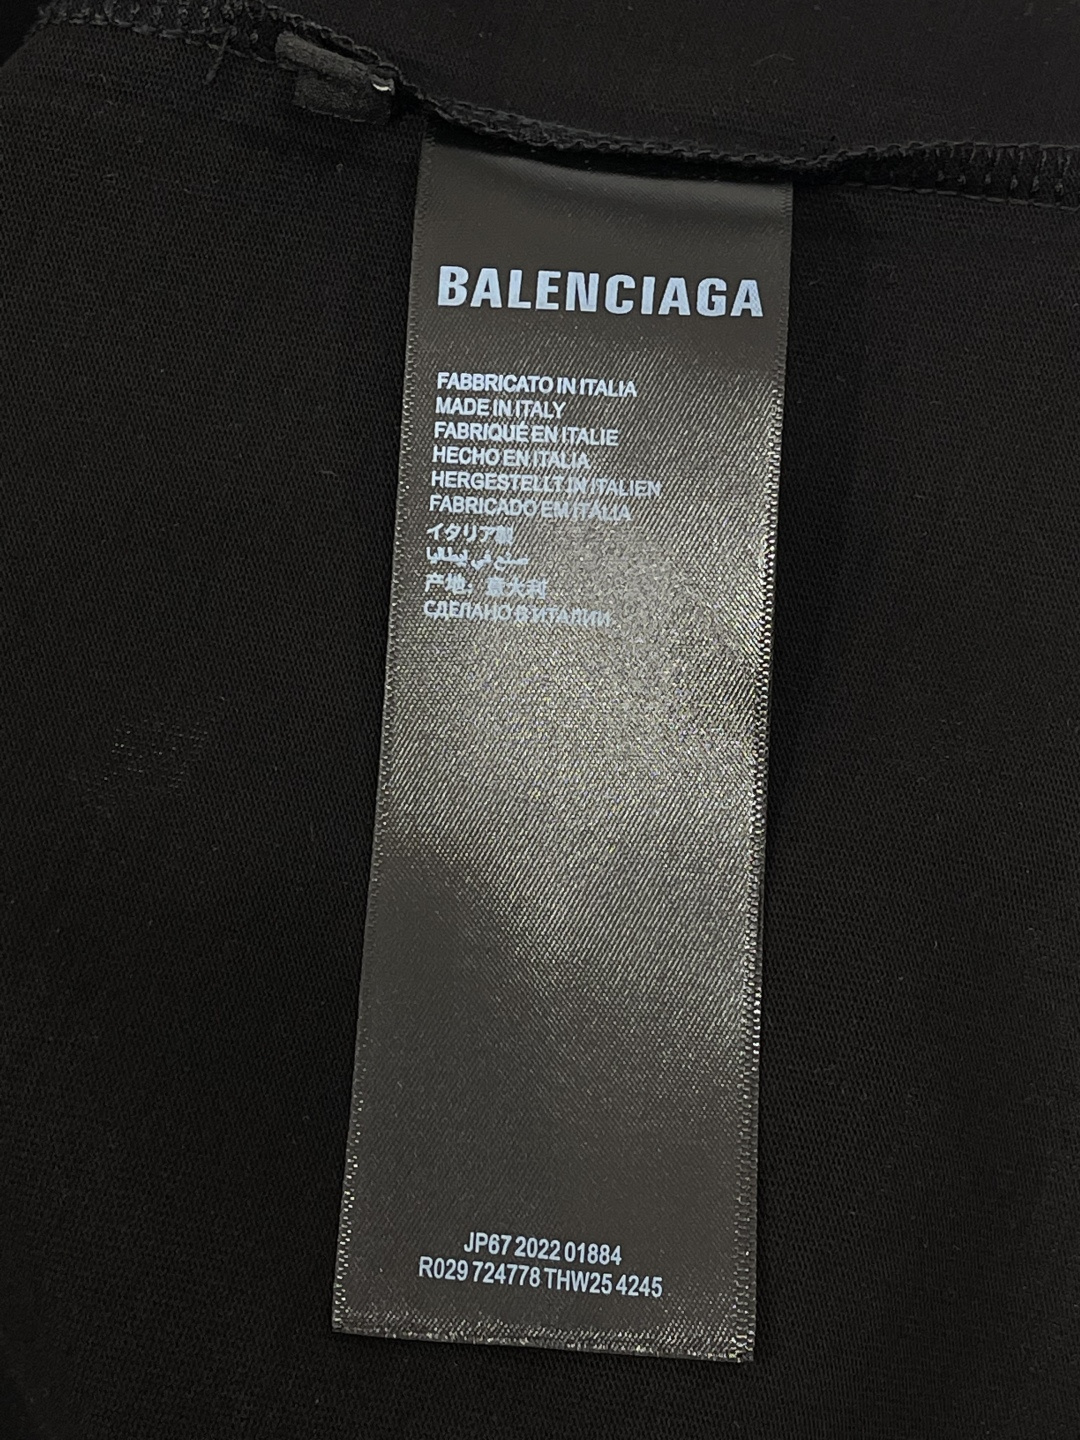 BALENCIAGA
FABBRICATO IN ITALIA
MADE IN ITALY
FABRIQUÉ EN ITALIE
HECHO EN ITALIA
HERGESTELLT IN ITALIEN
FABRICADO EM ITALIA
イタリア製
صنع في إيطاليا
产地：意大利
СДЕЛАНО В ИТАЛИИ
JP67 2022 01884
R029 724778 THW25 4245